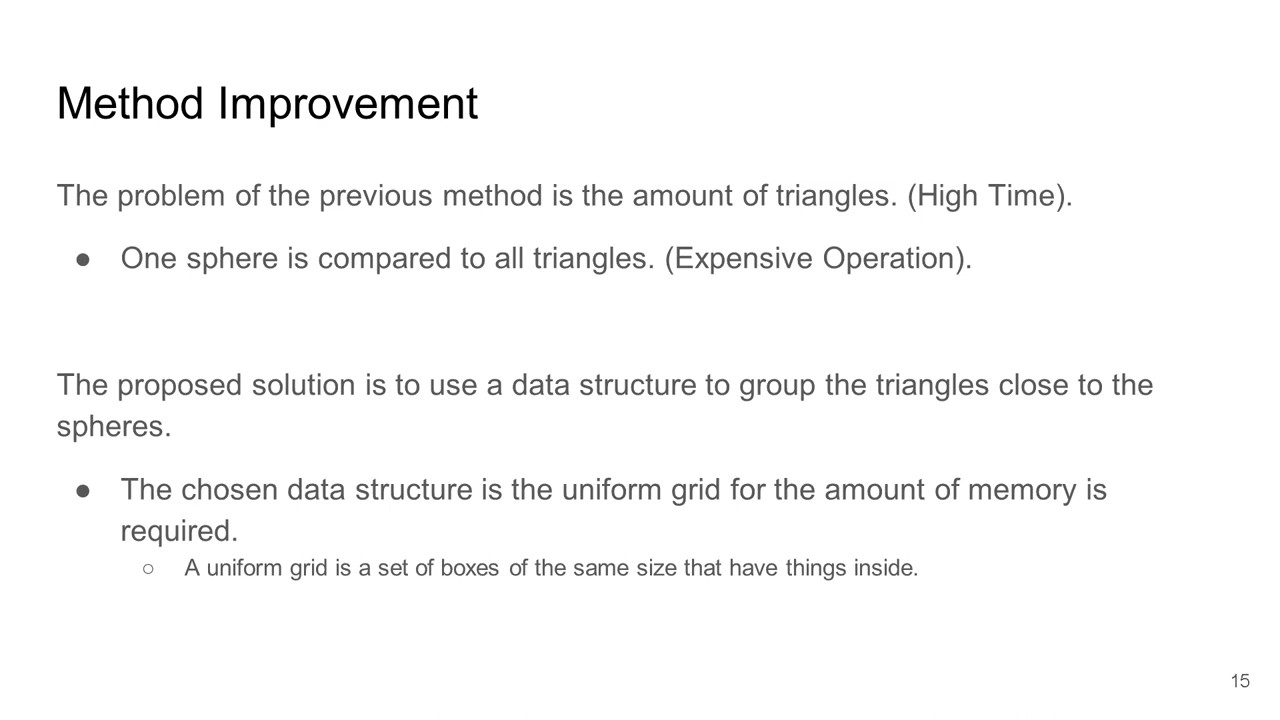 Method Improvement
The problem of the previous method is the amount of triangles. (High Time).
● One sphere is compared to all triangles. (Expensive Operation).
The proposed solution is to use a data structure to group the triangles close to the
spheres.
● The chosen data structure is the uniform grid for the amount of memory is
required.
○ A uniform grid is a set of boxes of the same size that have things inside.
15